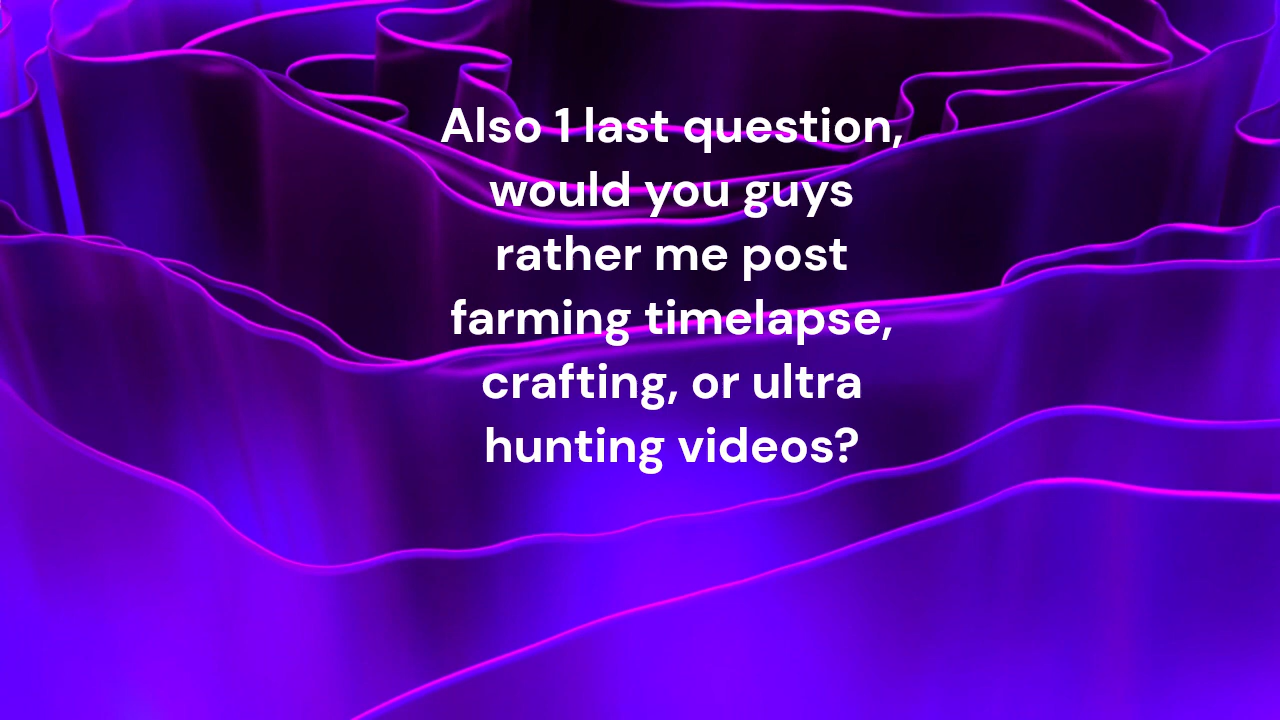 Also 1 last question,
would you guys
rather me post
farming timelapse,
crafting, or ultra
hunting videos?